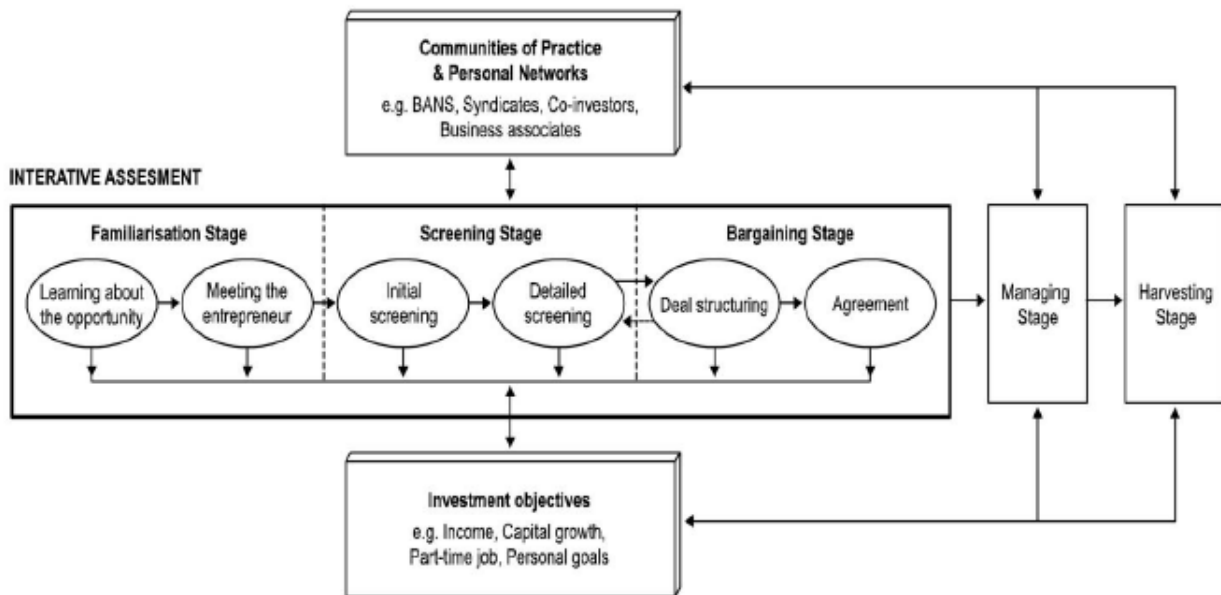 Communities of Practice
& Personal Networks
e.g. BANS, Syndicates, Co-investors,
Business associates
INTERATIVE ASSESMENT
Familiarisation Stage
Screening Stage
Bargaining Stage
Learning about
the opportunity
Meeting the
entrepreneur
Initial
screening
Detailed
screening
Deal structuring
Agreement
Managing
Stage
Harvesting
Stage
Investment objectives
e.g. Income, Capital growth,
Part-time job, Personal goals